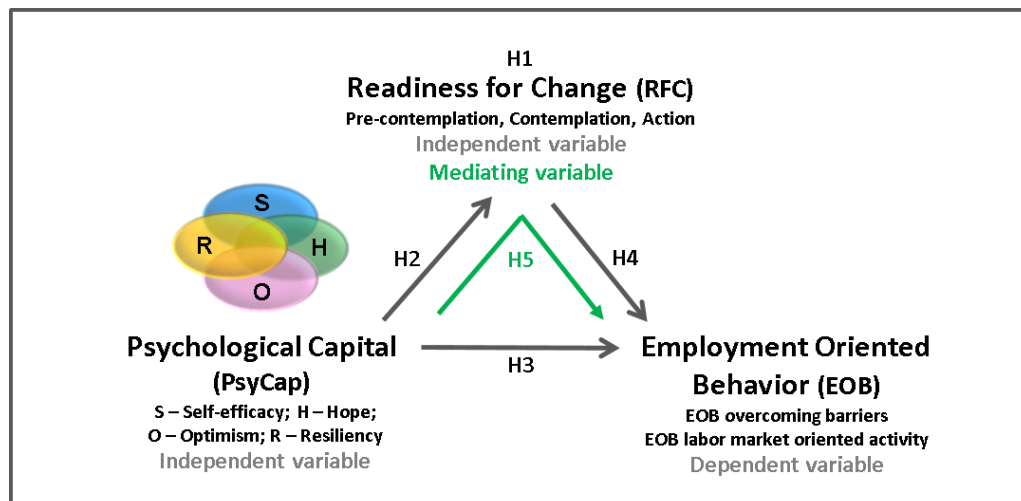 H1
Readiness for Change (RFC)
Pre-contemplation, Contemplation, Action
Independent variable
Mediating variable
S
R
H
O
H2
H5
H4
H3
Psychological Capital
(PsyCap)
S – Self-efficacy; H – Hope;
O – Optimism; R – Resiliency
Independent variable
Employment Oriented
Behavior (EOB)
EOB overcoming barriers
EOB labor market oriented activity
Dependent variable